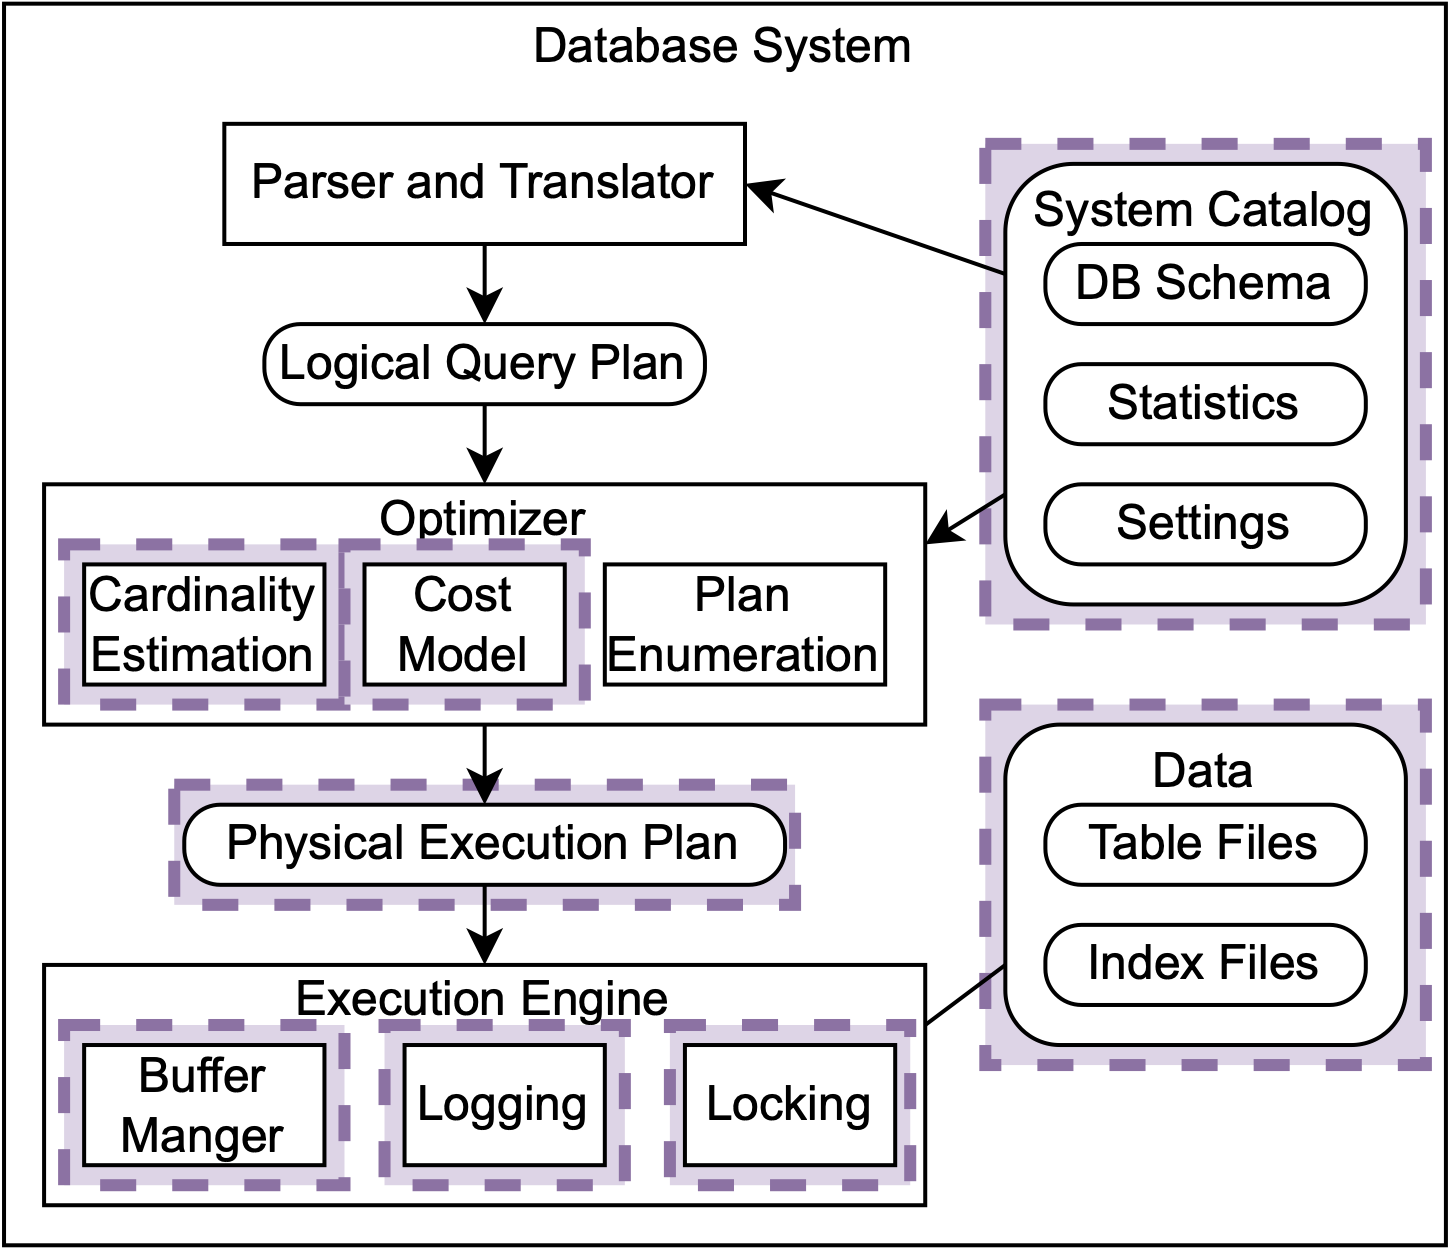 Database System
Parser and Translator
Logical Query Plan
Optimizer
Cardinality
Estimation
Cost
Model
Plan
Enumeration
Physical Execution Plan
Execution Engine
Buffer
Manger
Logging
Locking
System Catalog
DB Schema
Statistics
Settings
Data
Table Files
Index Files